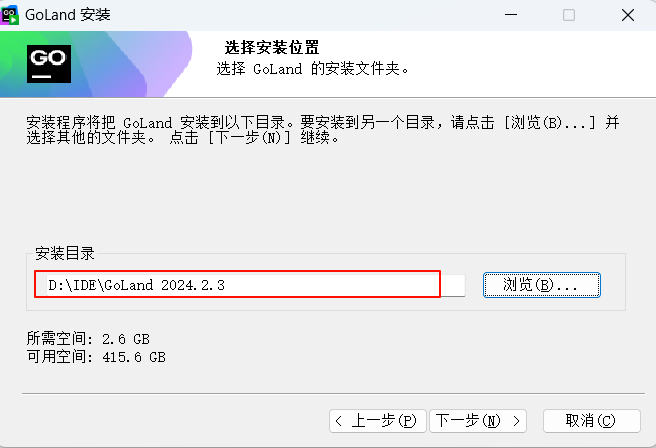 GoLand 安装
GO
选择安装位置
选择 GoLand 的安装文件夹。
安装程序将把 GoLand 安装到以下目录。要安装到另一个目录，请点击 [浏览(B)...] 并
选择其他的文件夹。 点击 [下一步(N)] 继续。
安装目录
D:\IDE\GoLand 2024.2.3
浏览(B)...
所需空间: 2.6 GB
可用空间: 415.6 GB
< 上一步(P)
下一步(N) >
取消(C)